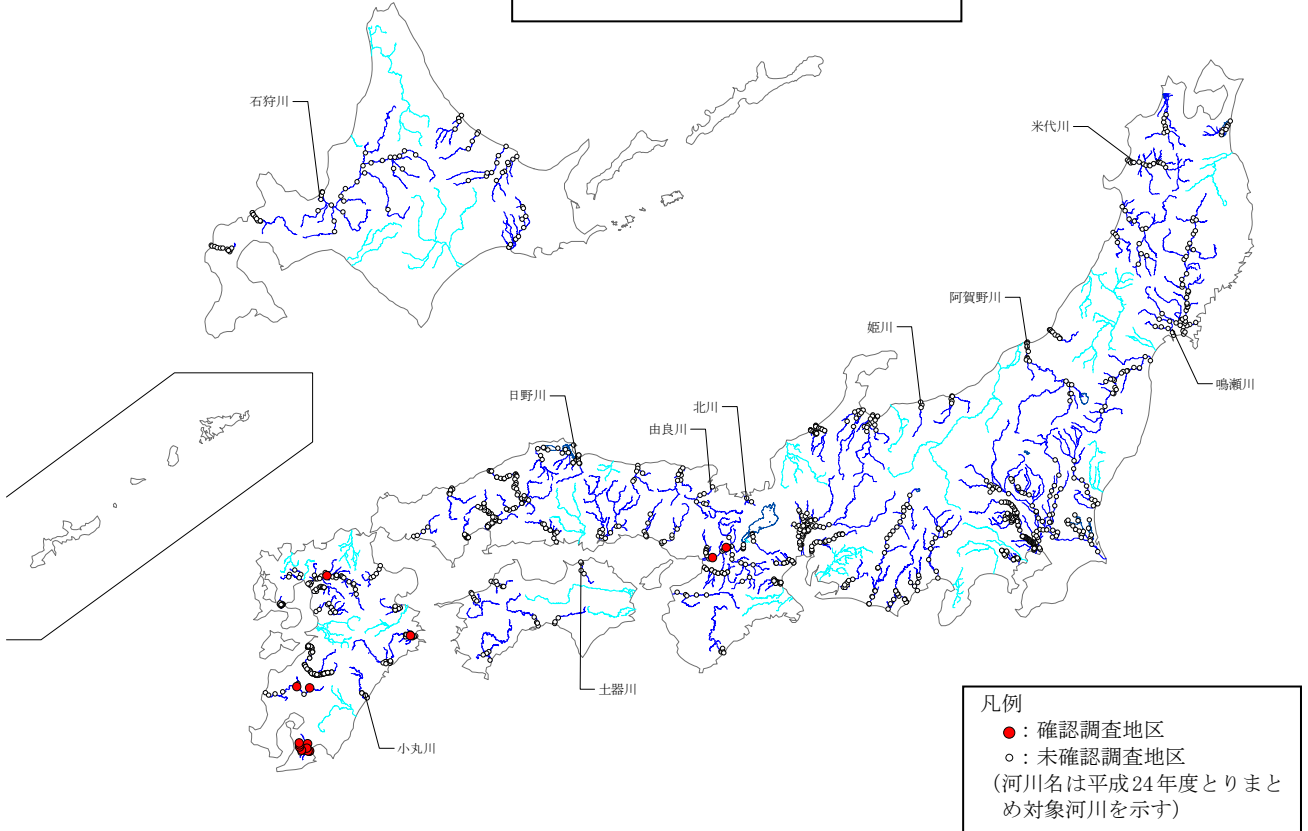 石狩川
米代川
阿賀野川
姫川
鳴瀬川
日野川
北川
由良川
土器川
小丸川
凡例
●：確認調査地区
○：未確認調査地区
(河川名は平成24年度とりまと
め対象河川を示す)